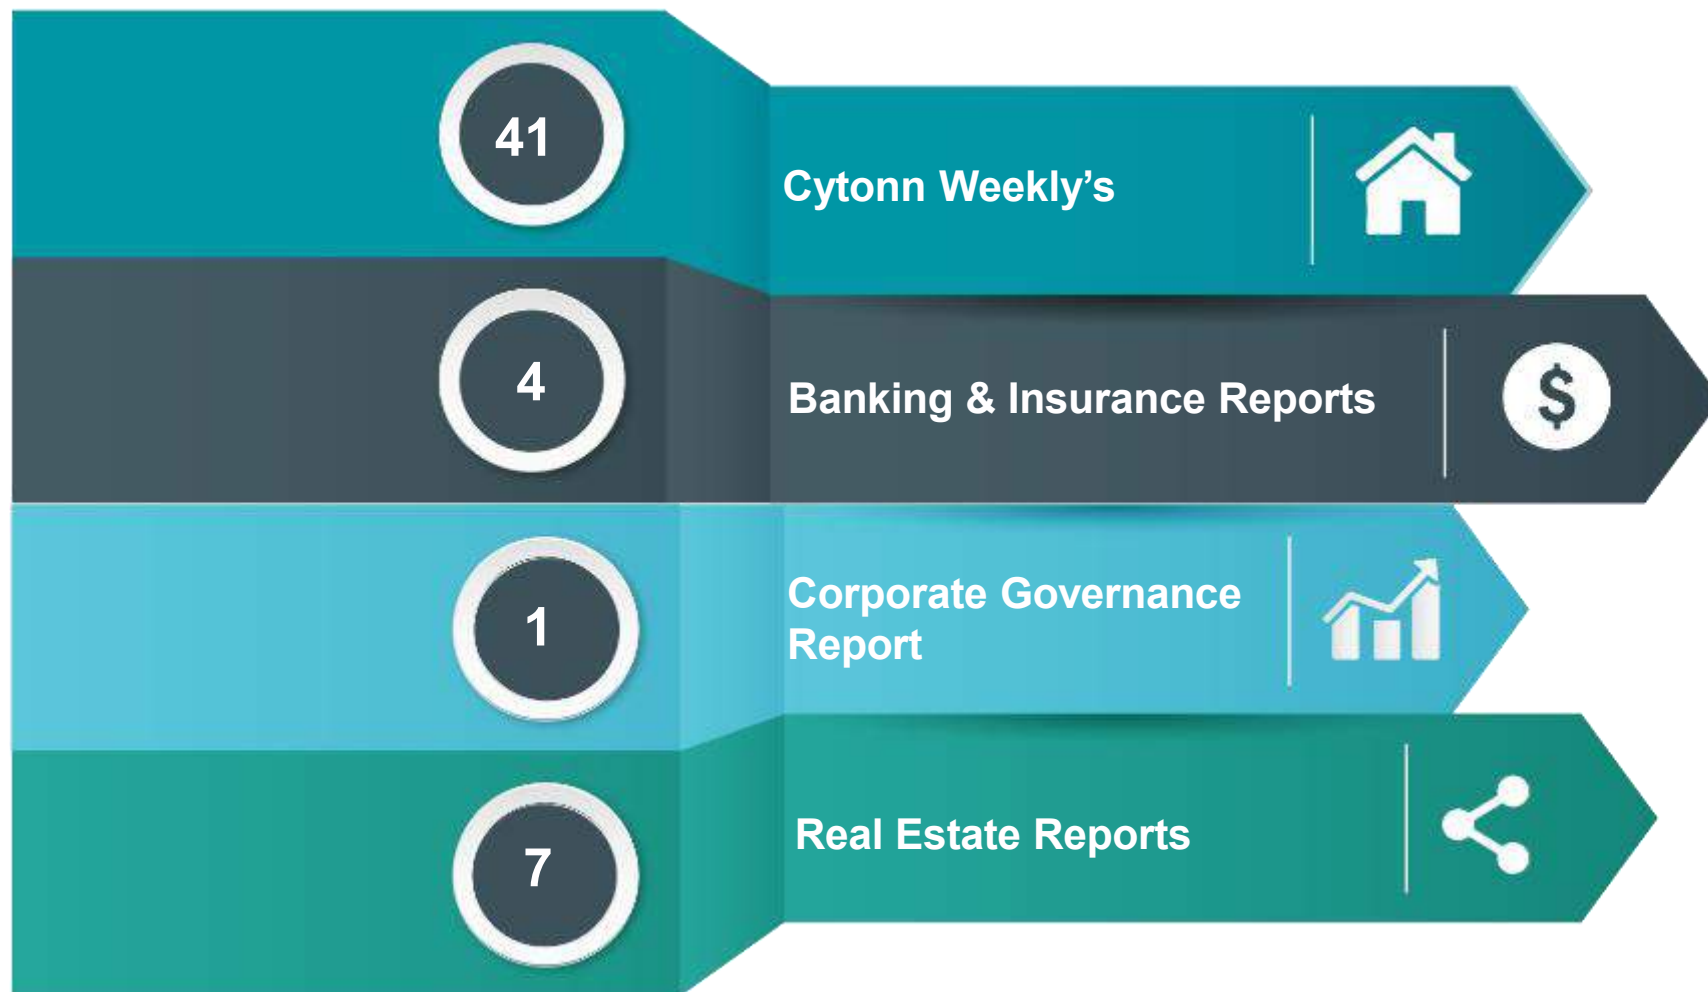 41
Cytonn Weekly’s
4
Banking & Insurance Reports
$
1
Corporate Governance
Report
7
Real Estate Reports